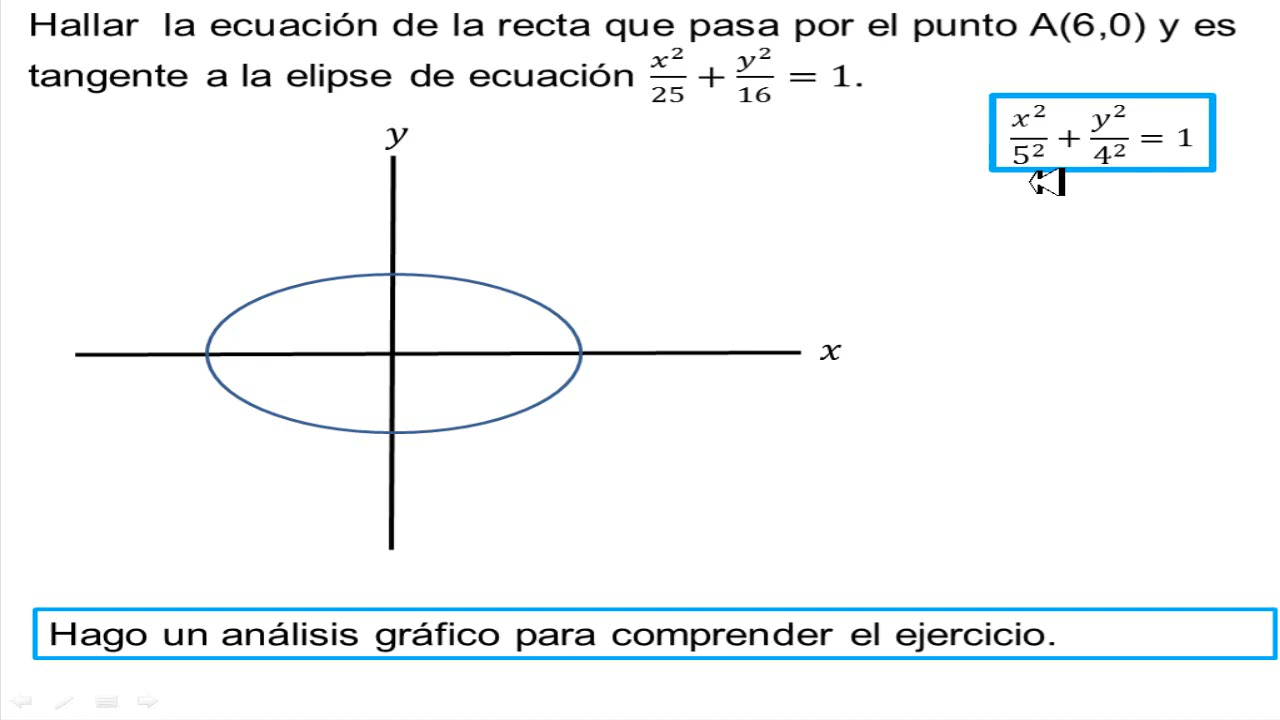 Hallar la ecuación de la recta que pasa por el punto A(6,0) y es
tangente a la elipse de ecuación x²/25 + y²/16 = 1.
x²/5² + y²/4² = 1
y
x
Hago un análisis gráfico para comprender el ejercicio.